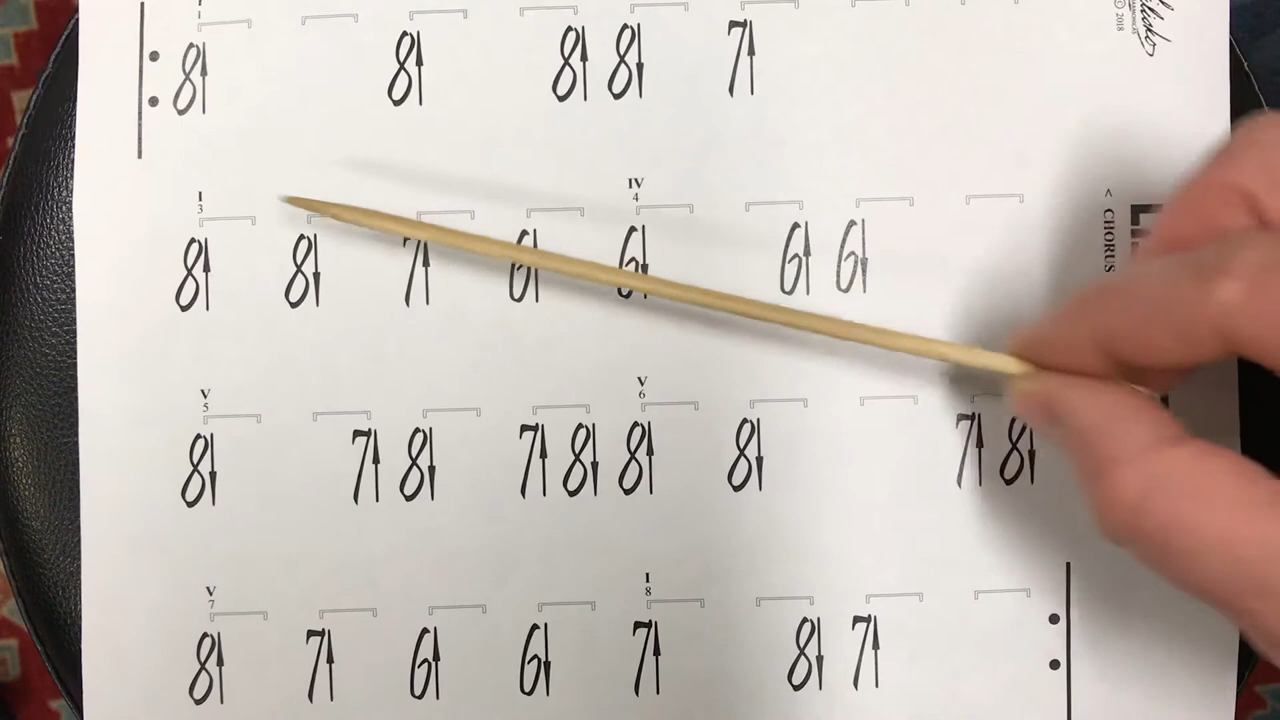 8↑ 8↑ 8↑ 8↓ 7↑
I IV
3 4
8↑ 8↓ 7↑ 6↑ 6↓ 6↑ 6↓
V V
5 6
8↓ 7↑ 8↓ 7↑ 8↓ 8↑ 8↓ 7↑ 8↓
V I
7 8
8↑ 7↑ 6↑ 6↓ 7↑ 8↓ 7↑
© 2018
< CHORUS